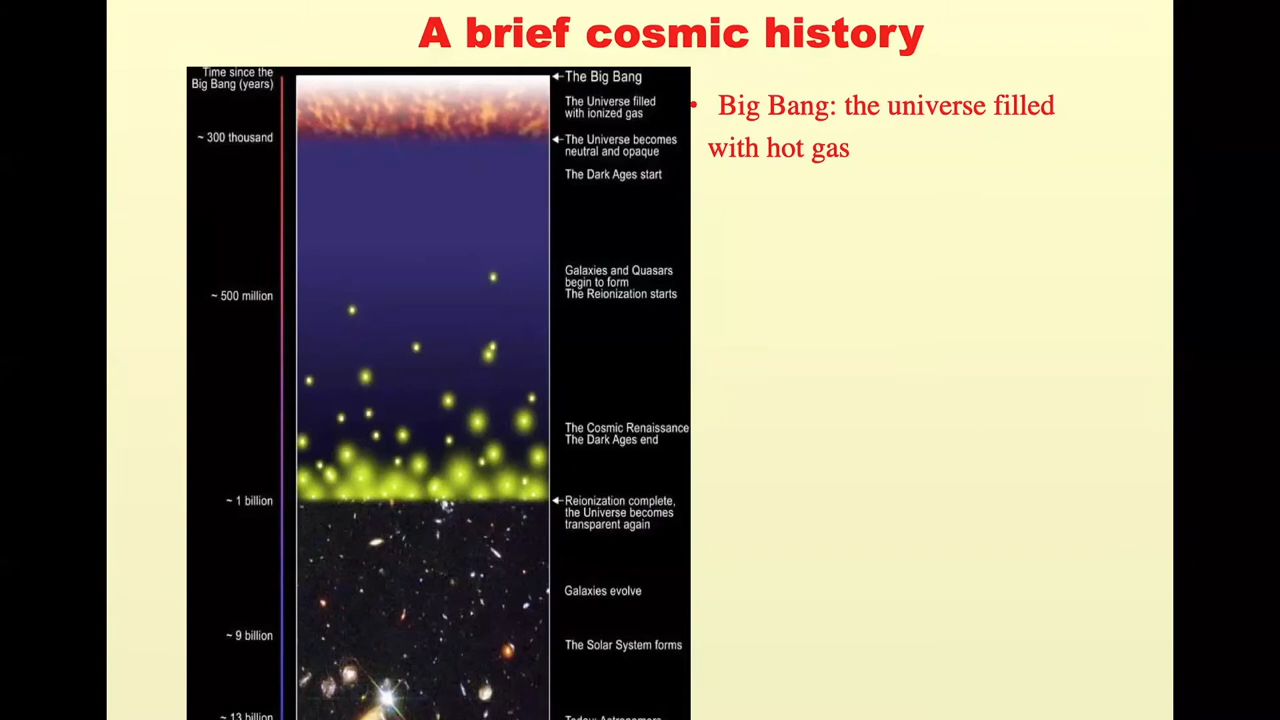 A brief cosmic history
Time since the
Big Bang (years)
The Big Bang
The Universe filled
with ionized gas
~ 300 thousand
The Universe becomes
neutral and opaque
The Dark Ages start
Galaxies and Quasars
begin to form
The Reionization starts
~ 500 million
The Cosmic Renaissance
The Dark Ages end
~ 1 billion
Reionization complete,
the Universe becomes
transparent again
Galaxies evolve
~ 9 billion
The Solar System forms
~ 13 billion
Today: Astronomers
• Big Bang: the universe filled
with hot gas